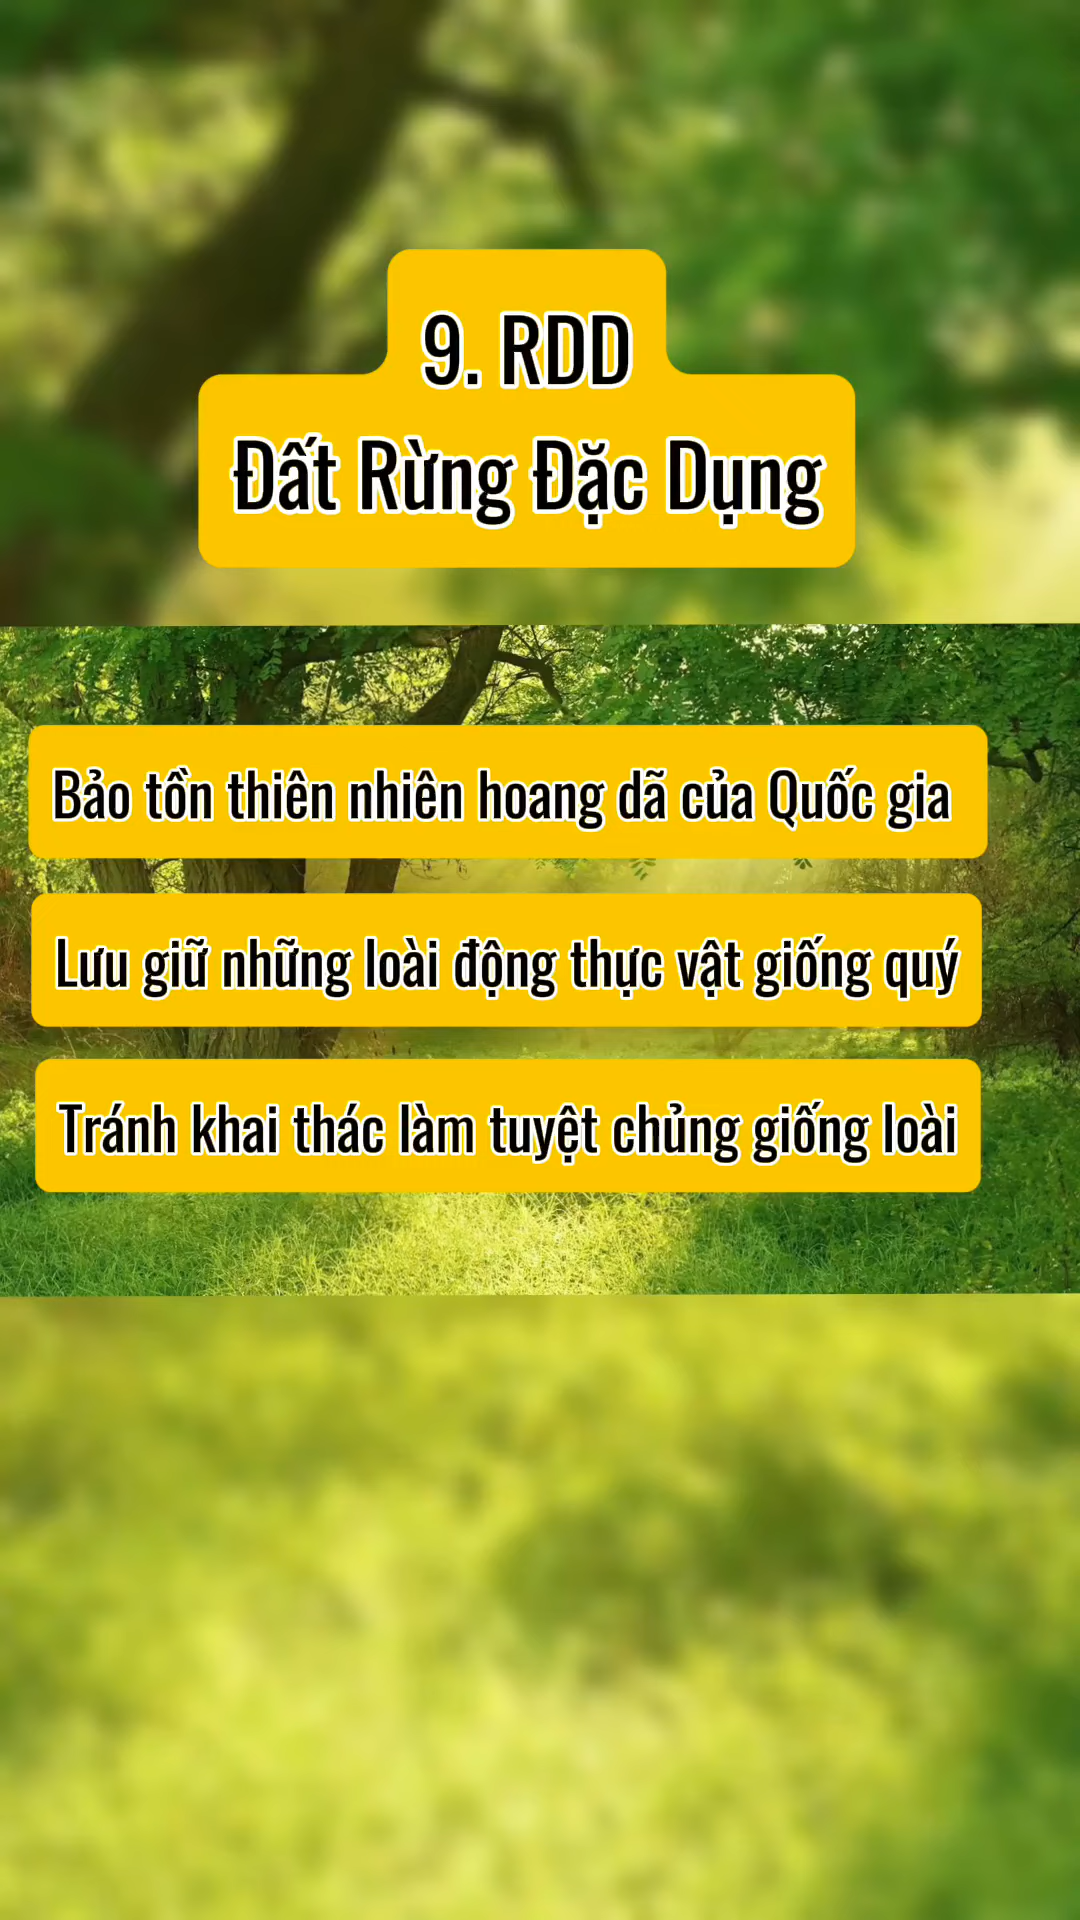 9. RDD
Đất Rừng Đặc Dụng
Bảo tồn thiên nhiên hoang dã của Quốc gia
Lưu giữ những loài động thực vật giống quý
Tránh khai thác làm tuyệt chủng giống loài